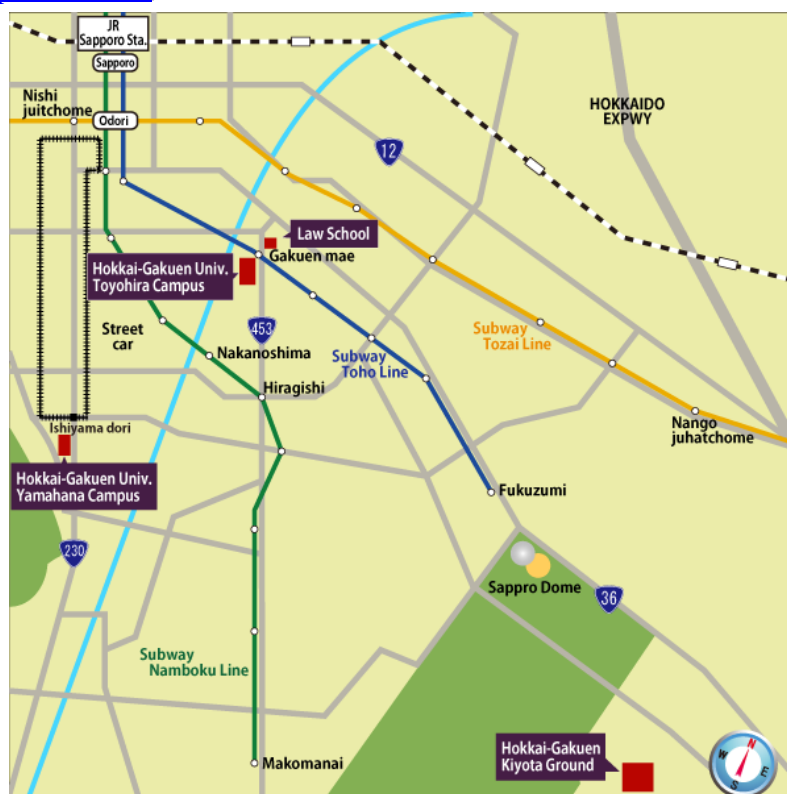 JR
Sapporo Sta.
Sapporo
Nishi
juitchome
Odori
HOKKAIDO
EXPWY
12
Law School
Gakuen mae
Hokkai-Gakuen Univ.
Toyohira Campus
Street
car
453
Nakanoshima
Subway
Toho Line
Subway
Tozai Line
Hiragishi
Ishiyama dori
Nango
juhatchome
Hokkai-Gakuen Univ.
Yamahana Campus
Fukuzumi
230
Sappro Dome
36
Subway
Namboku Line
Makomanai
Hokkai-Gakuen
Kiyota Ground
N
W
E
S